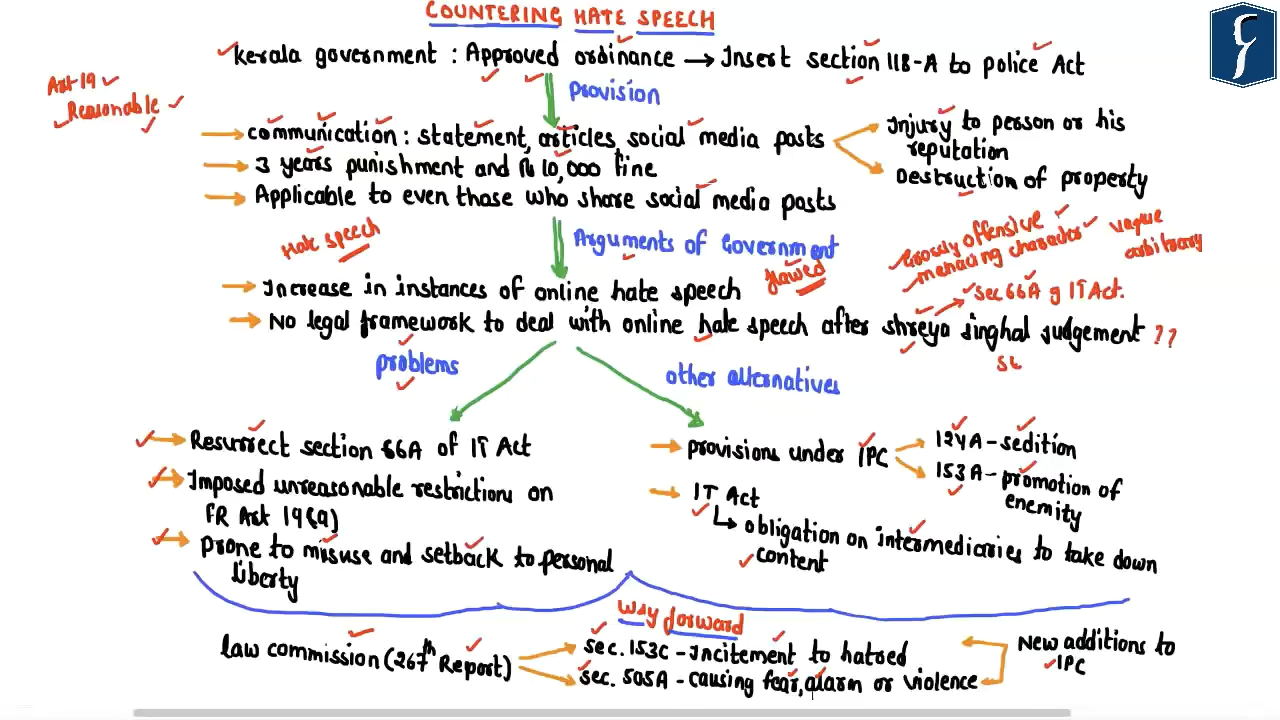 COUNTERING HATE SPEECH
kerala government : Approved ordinance → Insert section 118-A to police Act
Art-19
Reasonable
provision
communication : statement, articles, social media posts
Injury to person or his
reputation
Destruction of property
3 years punishment and ₨ 10,000 fine
Applicable to even those who share social media posts
Hate speech
Arguments of Government
flawed
Grossly offensive
menacing character
vague
arbitrary
Increase in instances of online hate speech
sec 66A of IT Act.
No legal framework to deal with online hate speech after shreya singhal judgement ??
SC
problems
other alternatives
Resurrect section 66A of IT Act
Imposed unreasonable restrictions on
FR Art 19(a)
prone to misuse and setback to personal
liberty
provisions under IPC
124A - sedition
153A - promotion of
enemity
IT Act
↳ obligation on intermediaries to take down
content
way forward
law commission (267th Report)
sec. 153C - Incitement to hatred
sec. 505A - causing fear, alarm or violence
New additions to
IPC